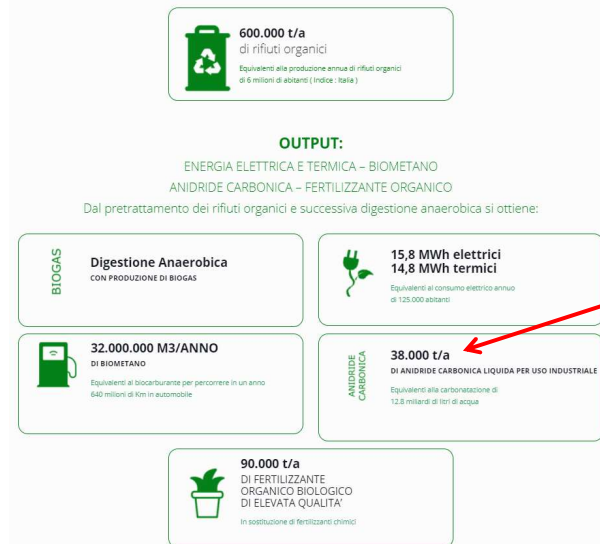 600.000 t/a
di rifiuti organici
Equivalenti alla produzione annua di rifiuti organici
di 6 milioni di abitanti ( Indice : Italia )
OUTPUT:
ENERGIA ELETTRICA E TERMICA – BIOMETANO
ANIDRIDE CARBONICA – FERTILIZZANTE ORGANICO
Dal pretrattamento dei rifiuti organici e successiva digestione anaerobica si ottiene:
BIOGAS
Digestione Anaerobica
CON PRODUZIONE DI BIOGAS
15,8 MWh elettrici
14,8 MWh termici
Equivalenti al consumo elettrico annuo
di 125.000 abitanti
32.000.000 M3/ANNO
DI BIOMETANO
Equivalenti al biocarburante per percorrere in un anno
640 milioni di Km in automobile
ANIDRIDE
CARBONICA
38.000 t/a
DI ANIDRIDE CARBONICA LIQUIDA PER USO INDUSTRIALE
Equivalenti alla carbonatazione di
12.8 miliardi di litri di acqua
90.000 t/a
DI FERTILIZZANTE
ORGANICO BIOLOGICO
DI ELEVATA QUALITA'
In sostituzione di fertilizzanti chimici